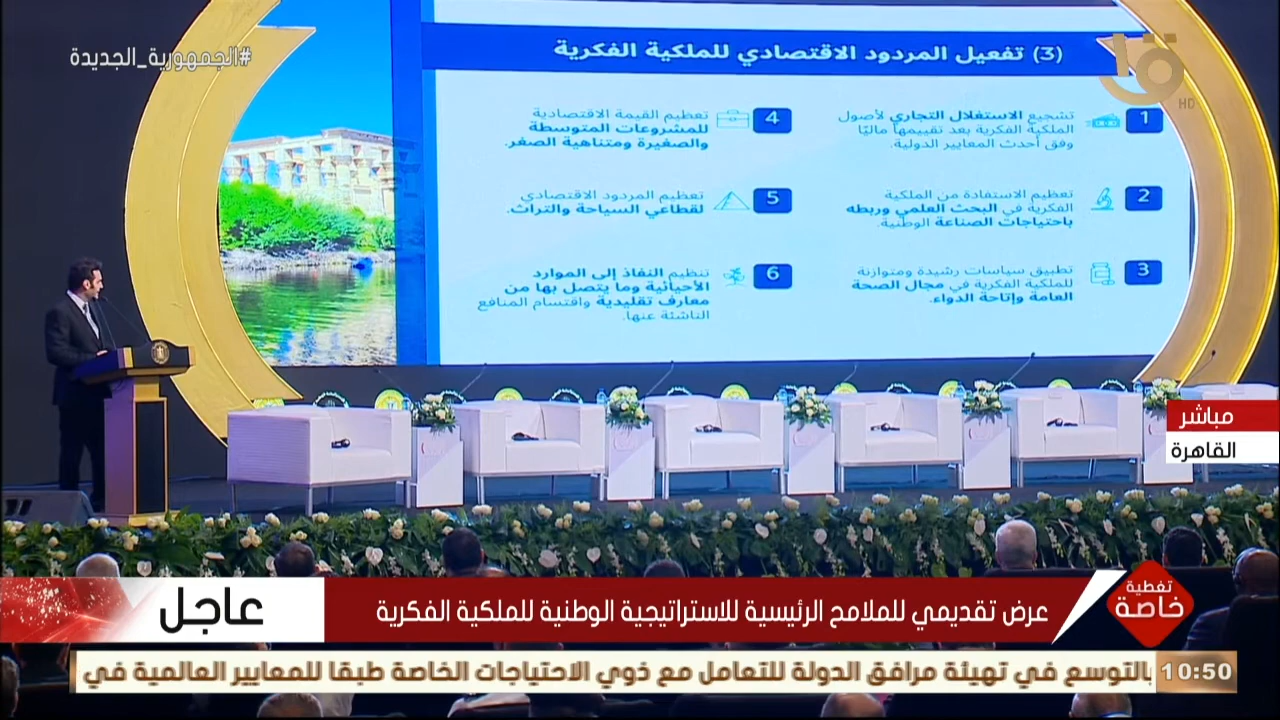 #الجمهورية_الجديدة
(3) تفعيل المردود الاقتصادي للملكية الفكرية
HD
1
تشجيع الاستغلال التجاري لأصول
الملكية الفكرية بعد تقييمها ماليًا
وفق أحدث المعايير الدولية.
2
تعظيم الاستفادة من الملكية
الفكرية في البحث العلمي وربطه
باحتياجات الصناعة الوطنية.
3
تطبيق سياسات رشيدة ومتوازنة
للملكية الفكرية في مجال الصحة
العامة وإتاحة الدواء.
4
تعظيم القيمة الاقتصادية
للمشروعات المتوسطة
والصغيرة ومتناهية الصغر.
5
تعظيم المردود الاقتصادي
لقطاعي السياحة والتراث.
6
تنظيم النفاذ إلى الموارد
الأحيائية وما يتصل بها من
معارف تقليدية واقتسام المنافع
الناشئة عنها.
مباشر
القاهرة
تغطية
خاصة
عرض تقديمي للملامح الرئيسية للاستراتيجية الوطنية للملكية الفكرية
عاجل
10:50
بالتوسع في تهيئة مرافق الدولة للتعامل مع ذوي الاحتياجات الخاصة طبقا للمعايير العالمية في